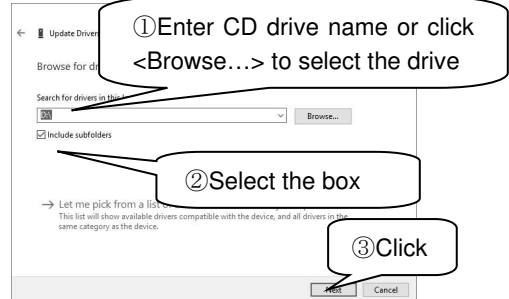 ①Enter CD drive name or click
<Browse…> to select the drive
Update Driver
Browse for dr
Search for drivers in this l
D:\
Browse...
Include subfolders
②Select the box
→ Let me pick from a list o
This list will show available drivers compatible with the device, and all drivers in the
same category as the device.
③Click
Next Cancel